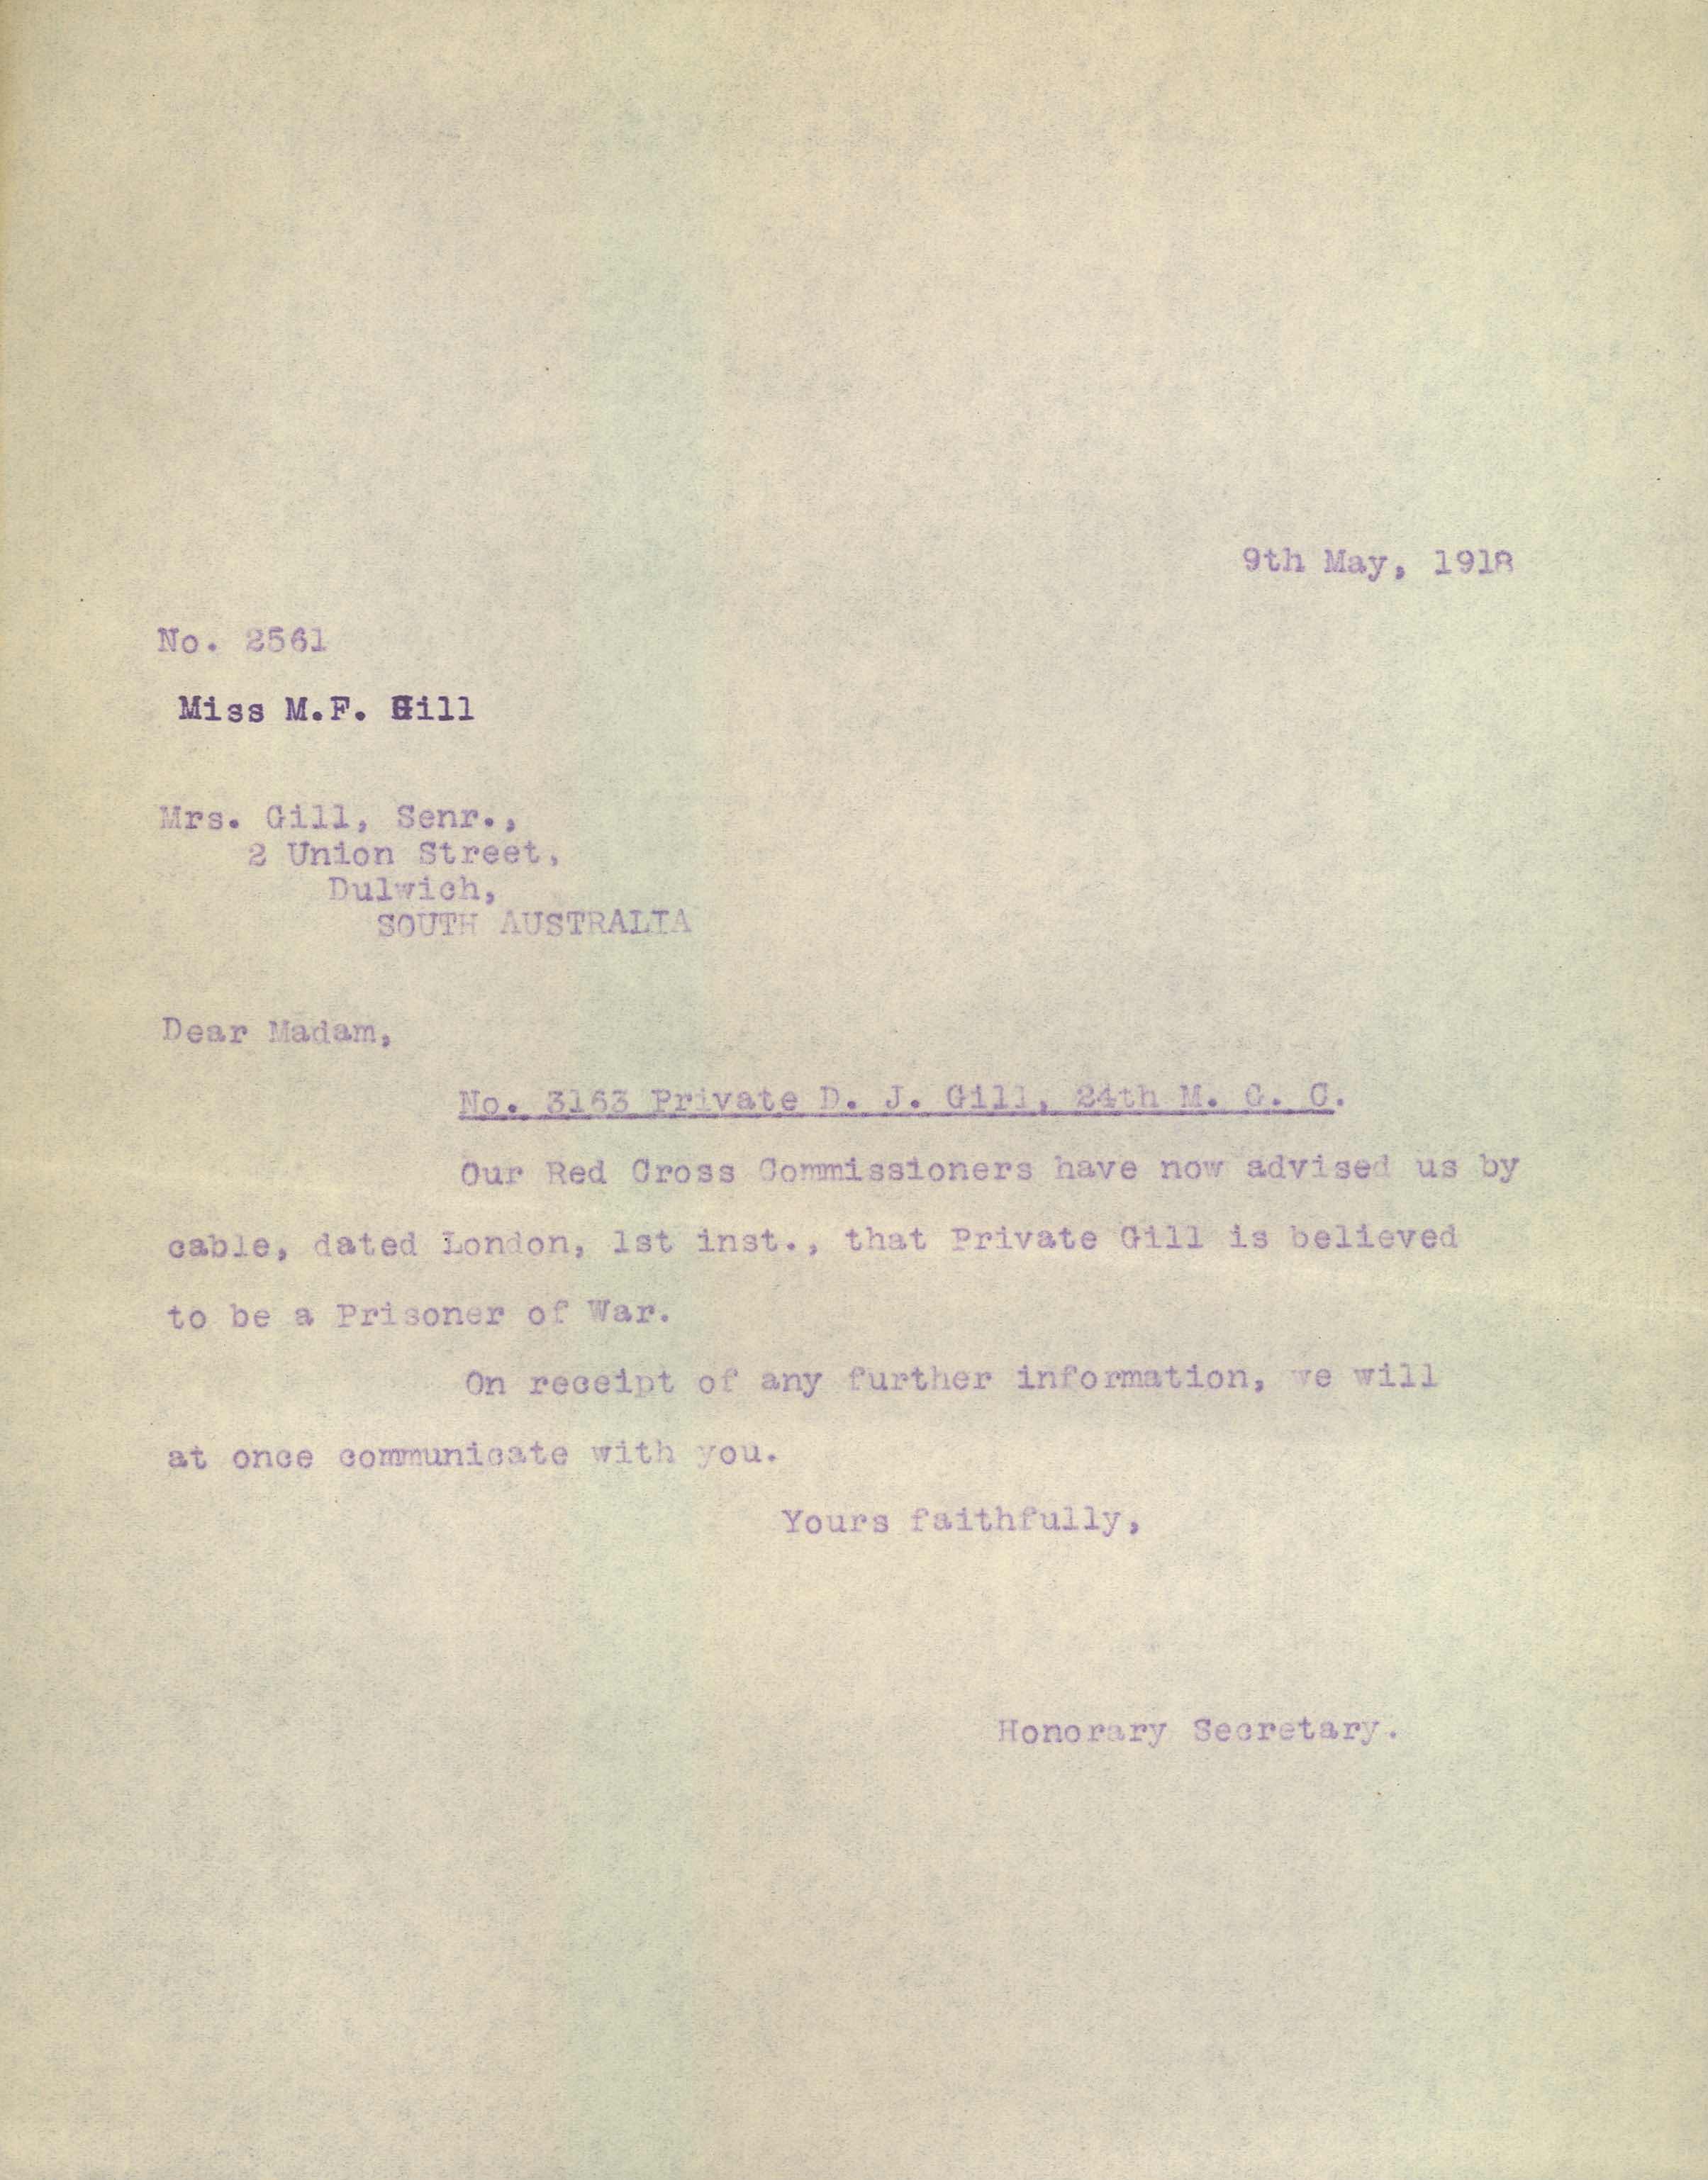 9th May, 1918
No. 2561
Miss M.F. Gill
Mrs. Gill, Senr.,
2 Union Street,
Dulwich,
SOUTH AUSTRALIA
Dear Madam,
No. 3163 Private D. J. Gill, 24th M. G. C.
Our Red Cross Commissioners have now advised us by
cable, dated London, 1st inst., that Private Gill is believed
to be a Prisoner of War.
On receipt of any further information, we will
at once communicate with you.
Yours faithfully,
Honorary Secretary.